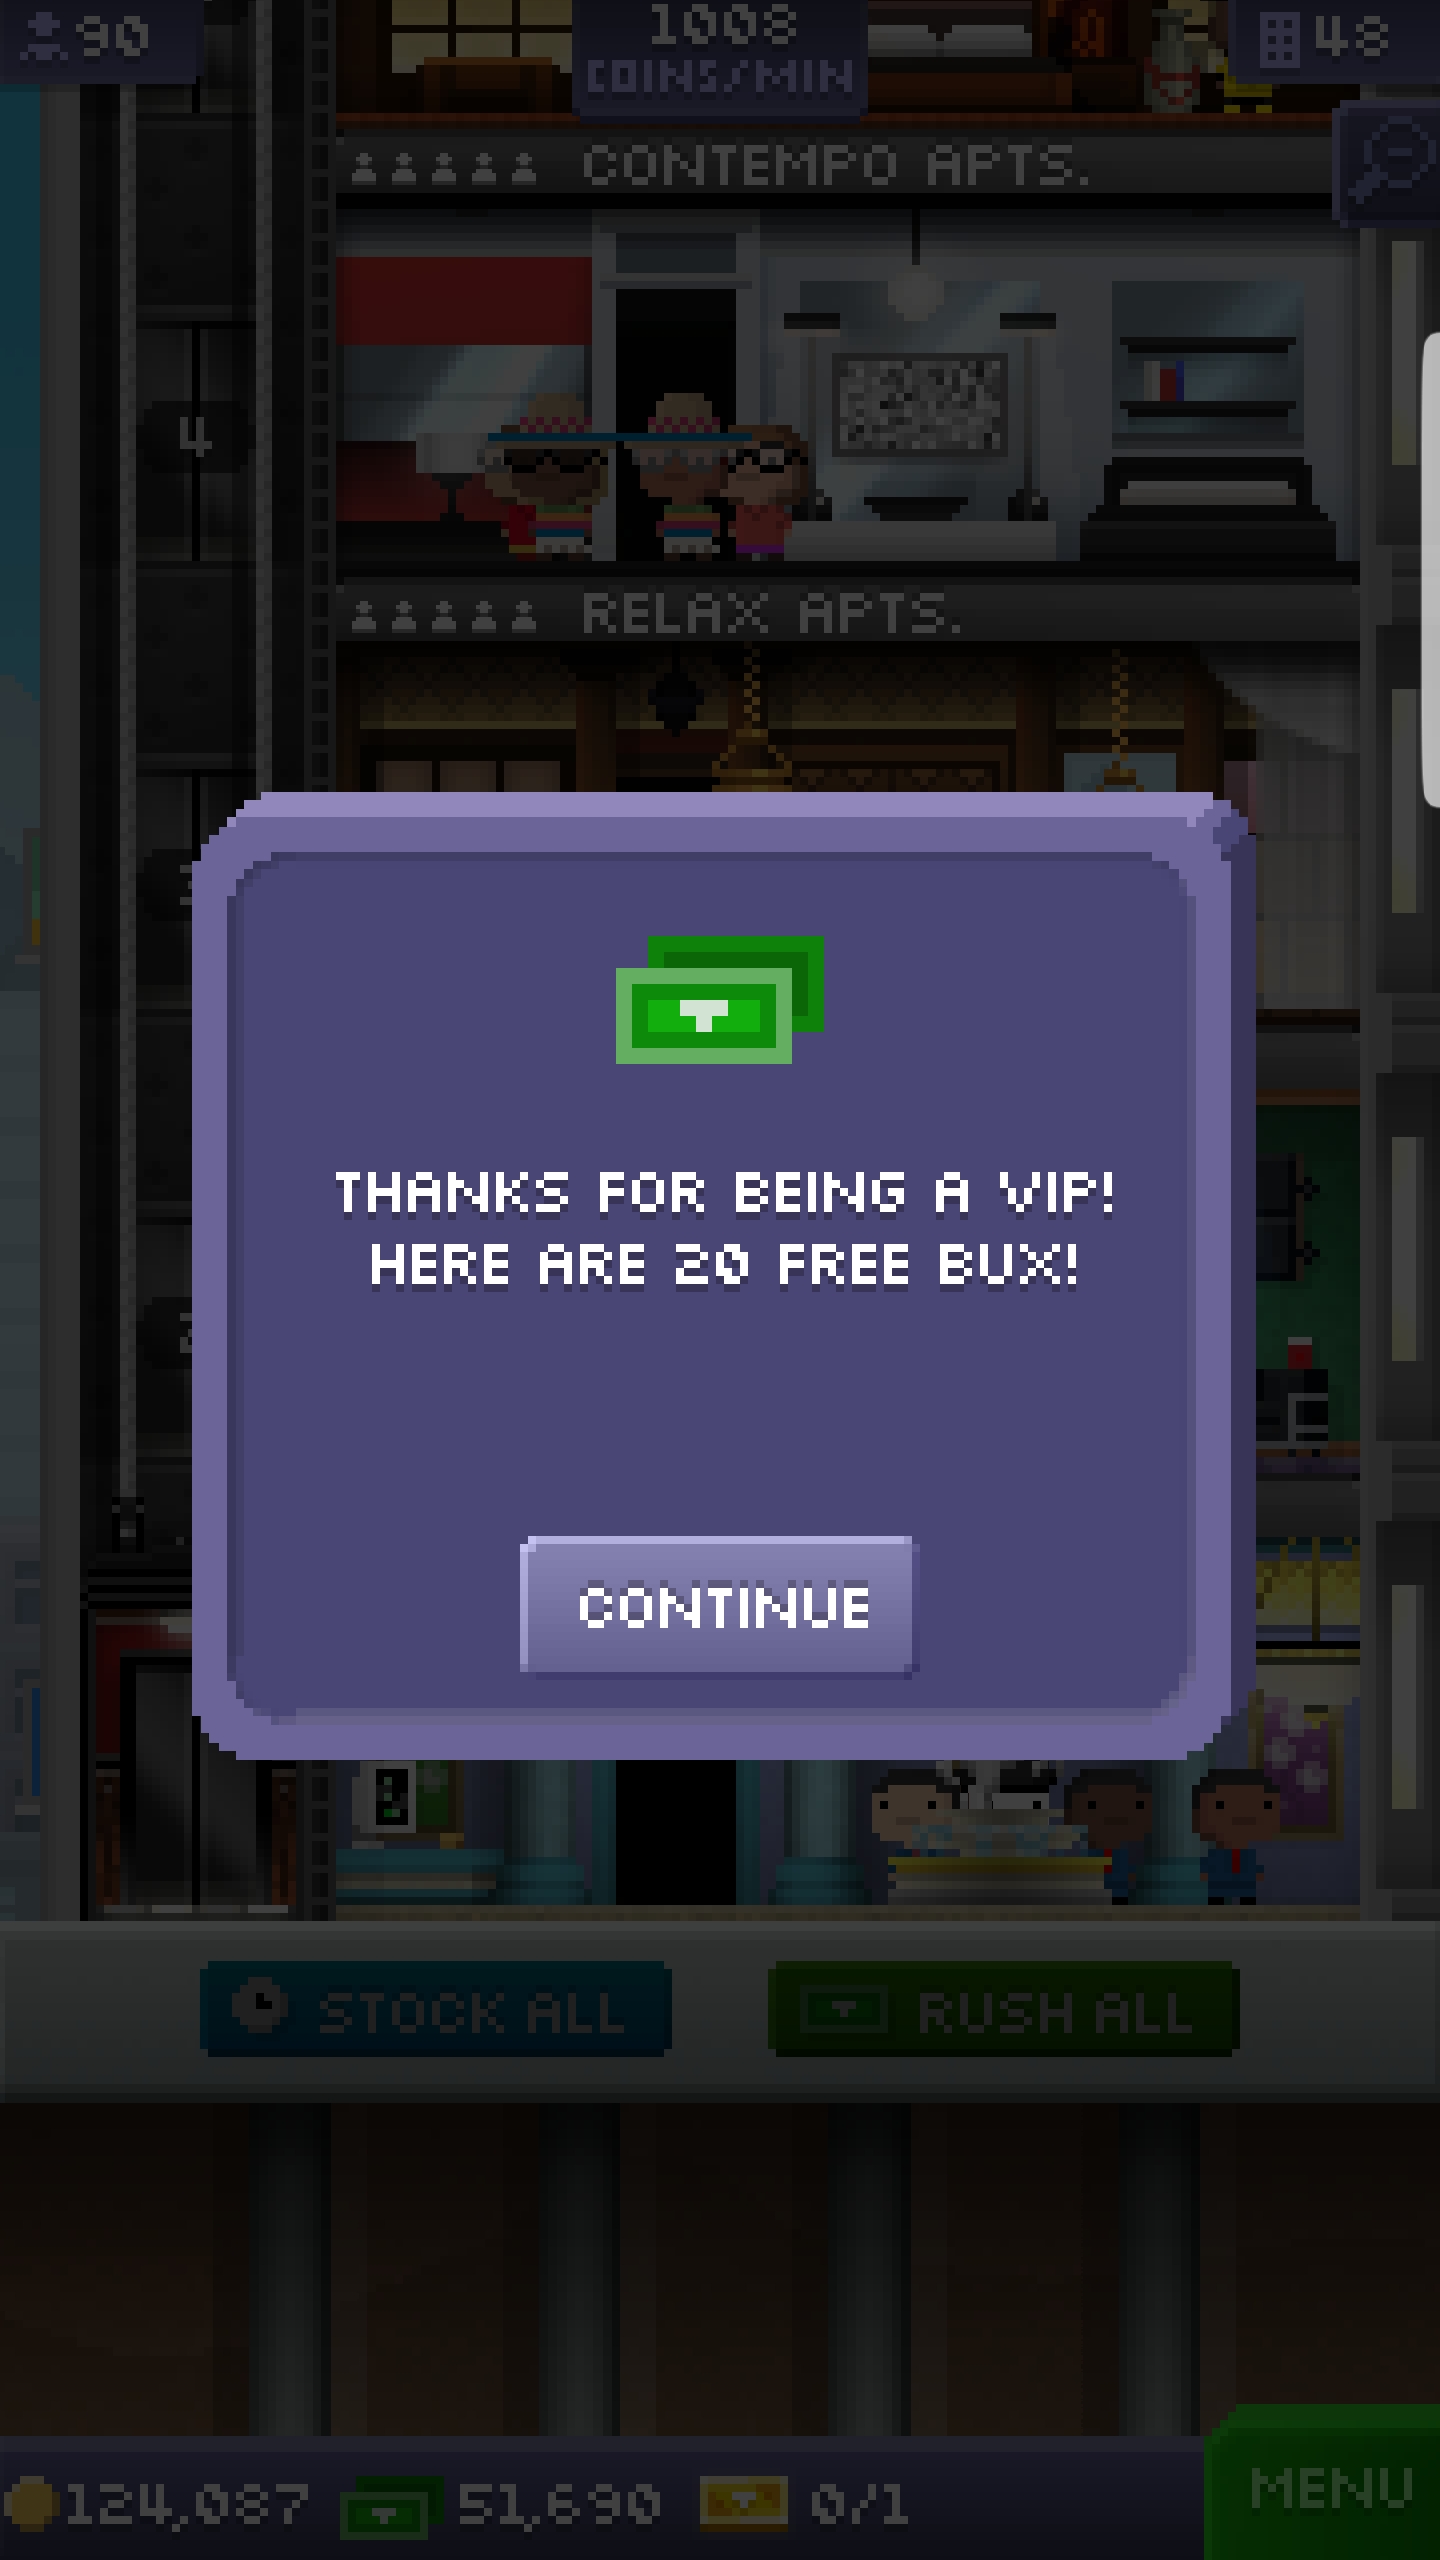 90
1008
COINS/MIN
48
CONTEMPO APTS.
4
RELAX APTS.
THANKS FOR BEING A VIP!
HERE ARE 20 FREE BUX!
CONTINUE
STOCK ALL
RUSH ALL
124,087
51,690
0/1
MENU